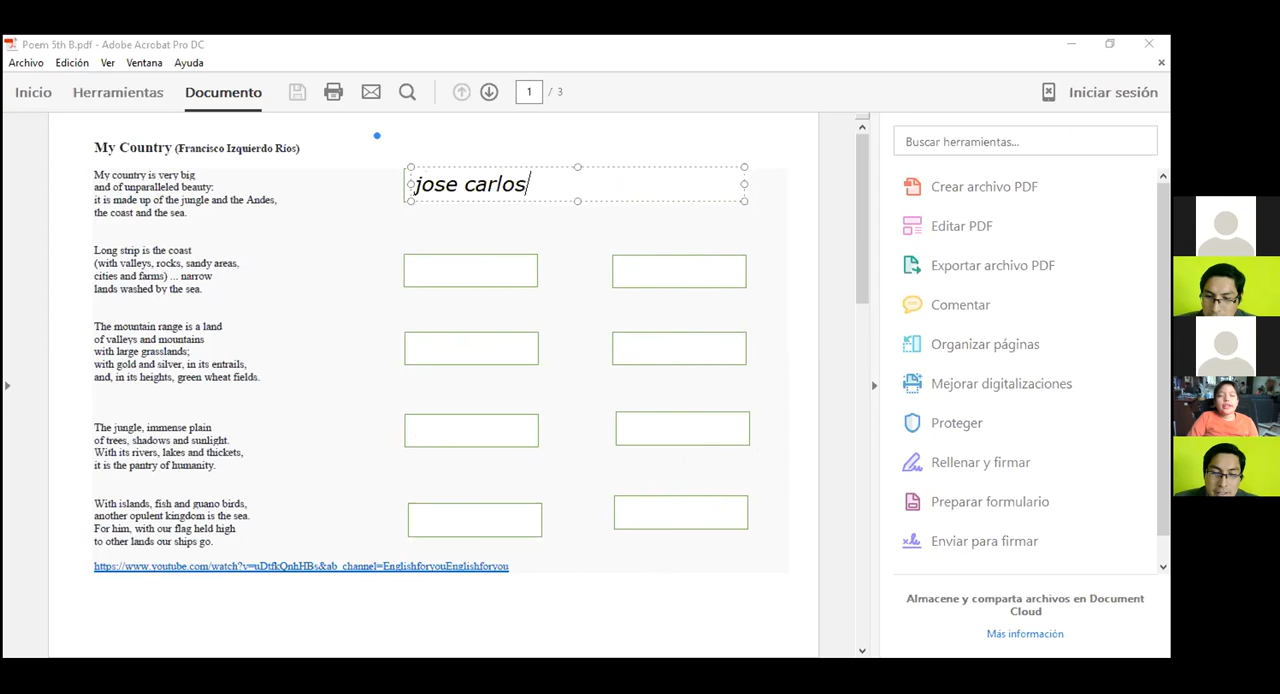 Poem 5th B.pdf - Adobe Acrobat Pro DC
Archivo Edición Ver Ventana Ayuda
Inicio Herramientas Documento 1 / 3 Iniciar sesión
My Country (Francisco Izquierdo Ríos)
My country is very big
and of unparalleled beauty:
it is made up of the jungle and the Andes,
the coast and the sea.
jose carlos
Long strip is the coast
(with valleys, rocks, sandy areas,
cities and farms) ... narrow
lands washed by the sea.
The mountain range is a land
of valleys and mountains
with large grasslands;
with gold and silver, in its entrails,
and, in its heights, green wheat fields.
The jungle, immense plain
of trees, shadows and sunlight.
With its rivers, lakes and thickets,
it is the pantry of humanity.
With islands, fish and guano birds,
another opulent kingdom is the sea.
For him, with our flag held high
to other lands our ships go.
https://www.youtube.com/watch?v=uDtfkQnhHBs&ab_channel=EnglishforyouEnglishforyou
Buscar herramientas...
Crear archivo PDF
Editar PDF
Exportar archivo PDF
Comentar
Organizar páginas
Mejorar digitalizaciones
Proteger
Rellenar y firmar
Preparar formulario
Enviar para firmar
Almacene y comparta archivos en Document
Cloud
Más información